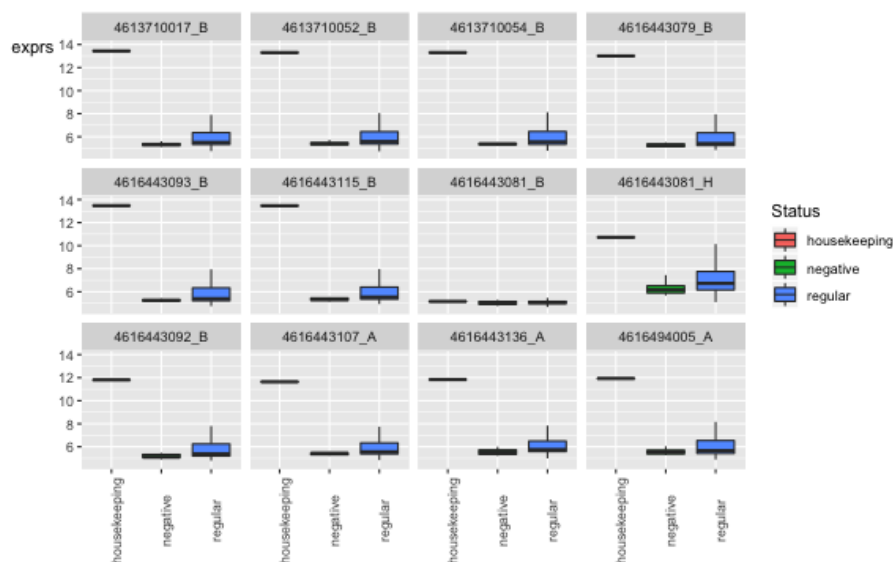 4613710017_B 4613710052_B 4613710054_B 4616443079_B
exprs
14
12
8
6
4616443093_B 4616443115_B 4616443081_B 4616443081_H
14
12
10
8
6
Status
housekeeping
negative
regular
4616443092_B 4616443107_A 4616443136_A 4616494005_A
14
12
10
8
6
housekeeping negative regular housekeeping negative regular housekeeping negative regular housekeeping negative regular